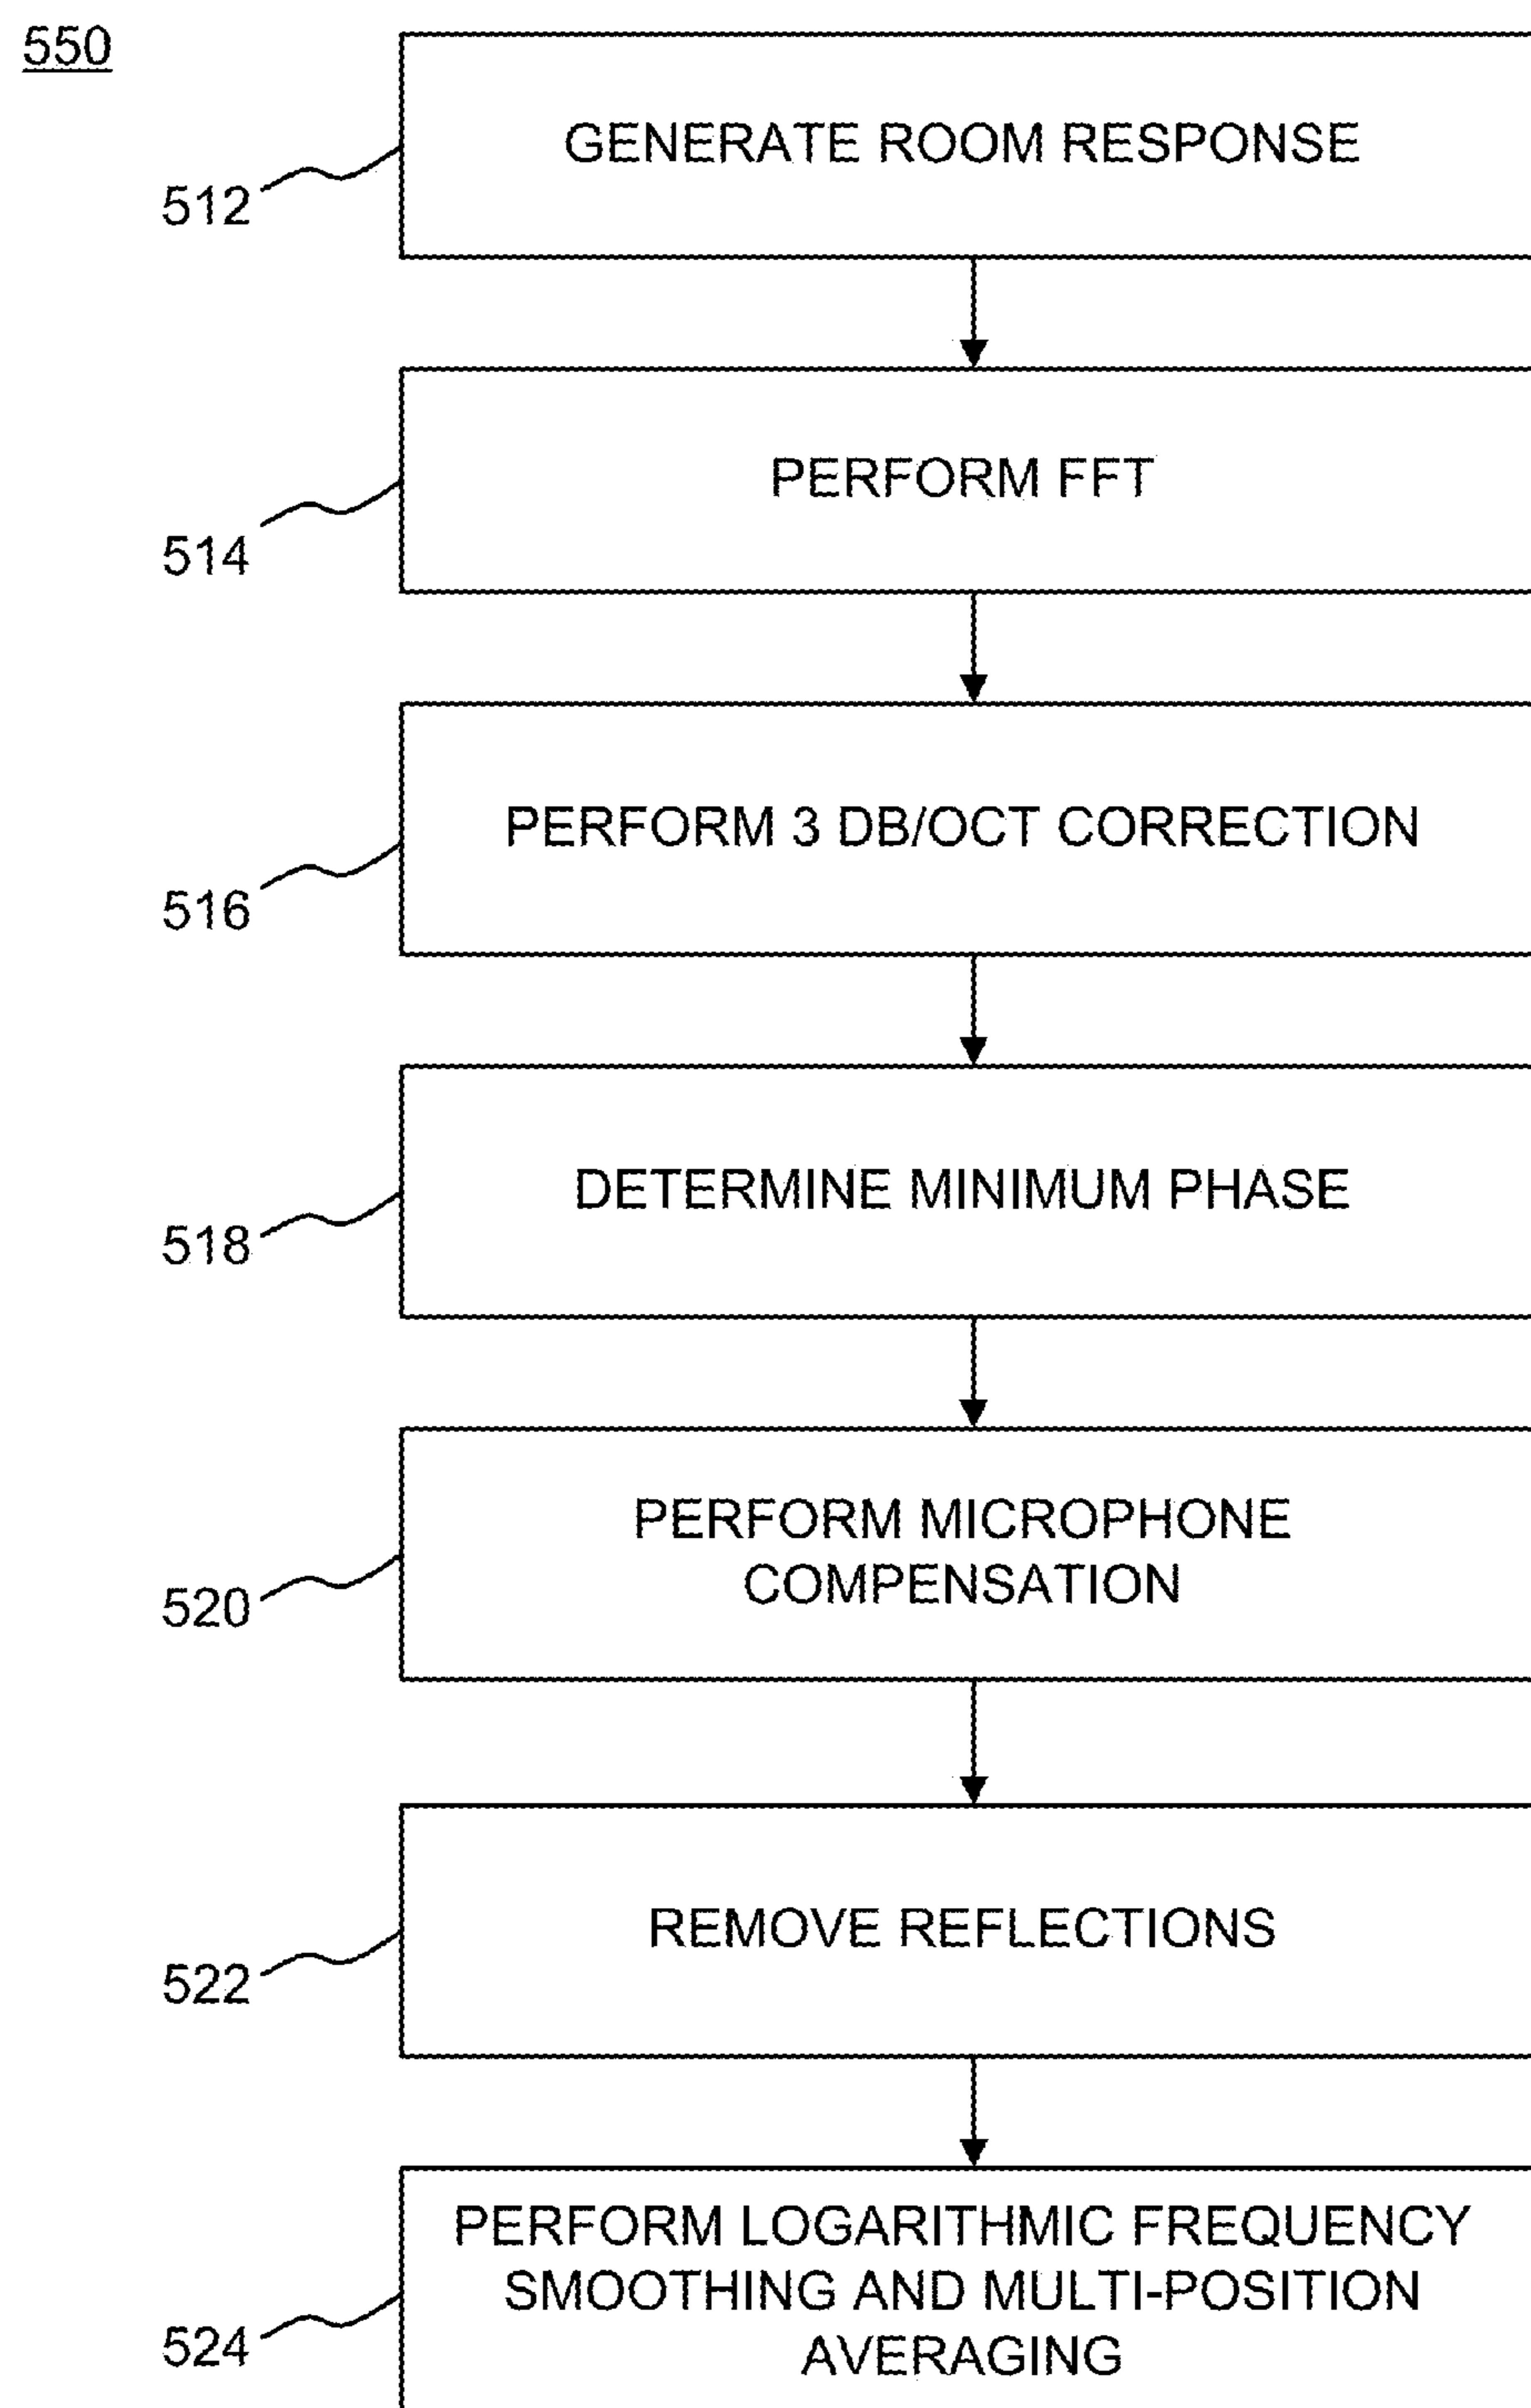 550
GENERATE ROOM RESPONSE
512
PERFORM FFT
514
PERFORM 3 DB/OCT CORRECTION
516
DETERMINE MINIMUM PHASE
518
PERFORM MICROPHONE
COMPENSATION
520
REMOVE REFLECTIONS
522
PERFORM LOGARITHMIC FREQUENCY
SMOOTHING AND MULTI-POSITION
AVERAGING
524